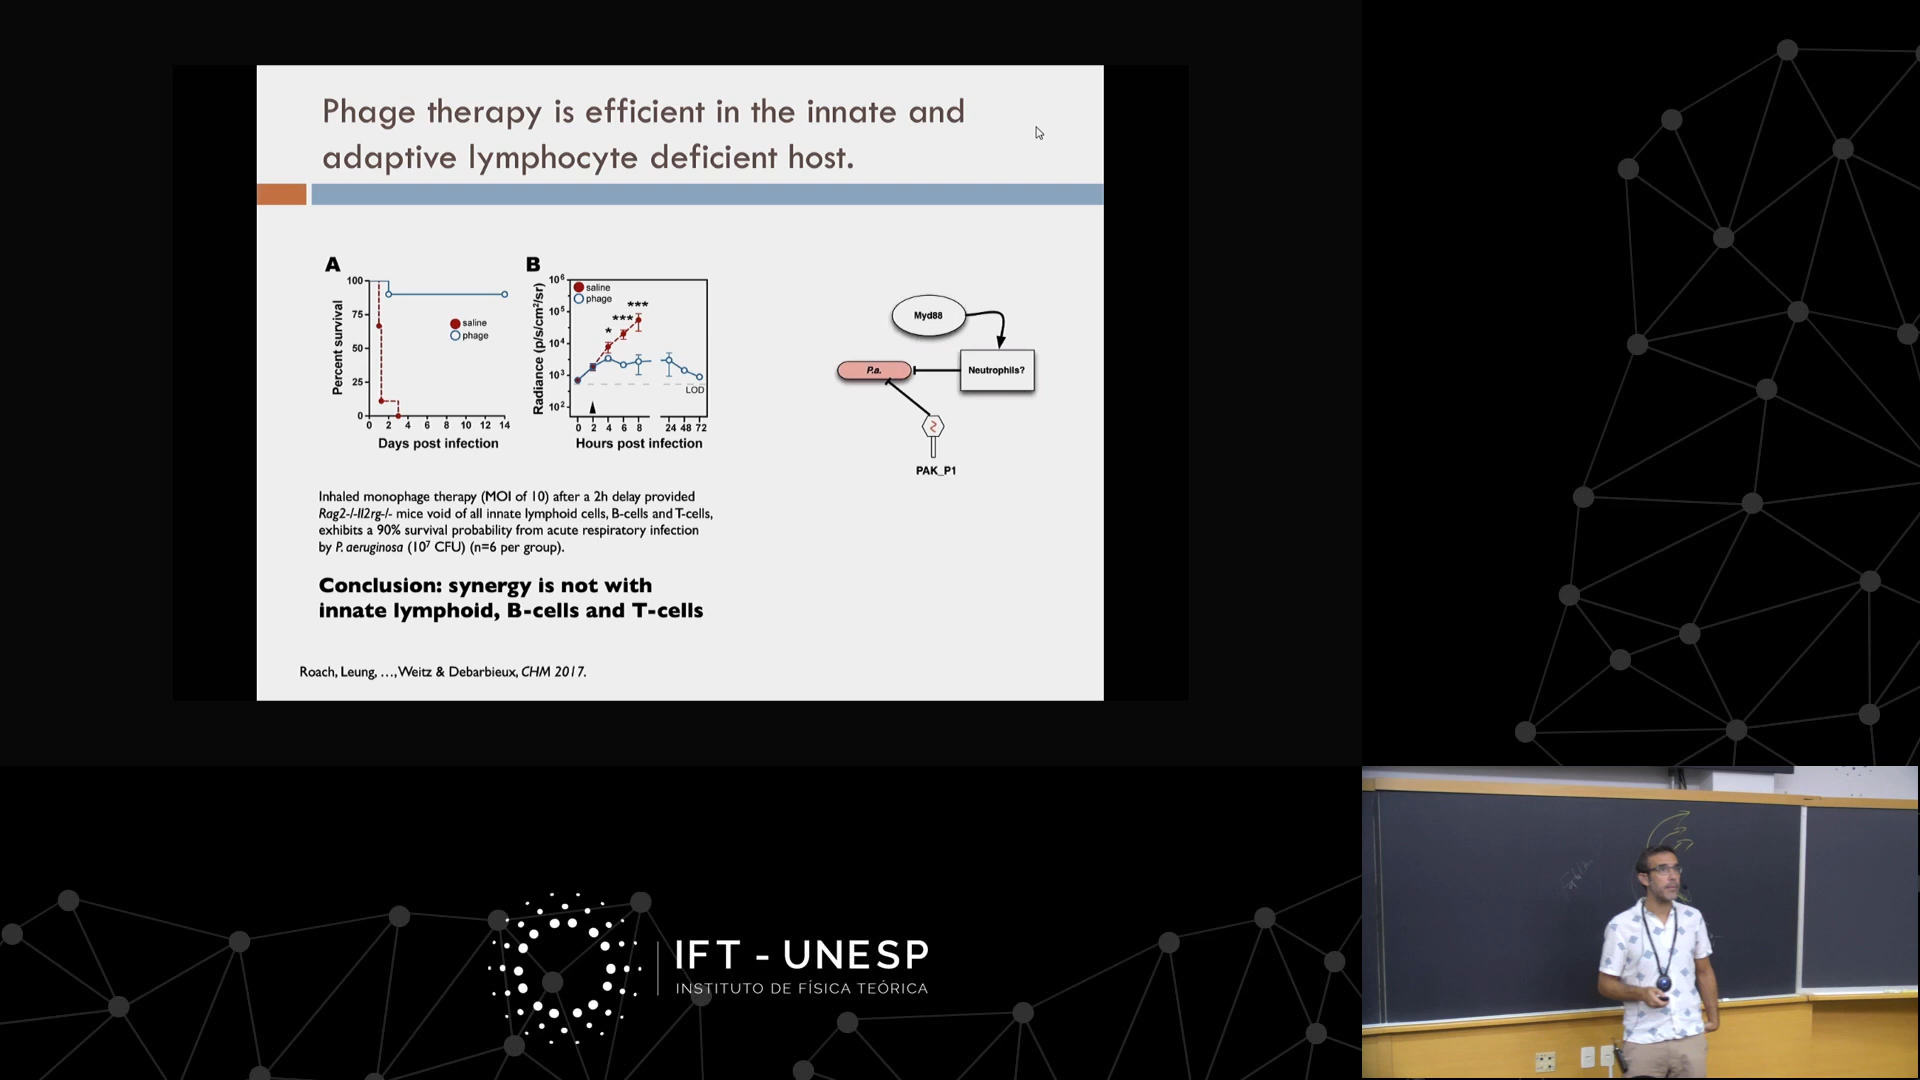 Phage therapy is efficient in the innate and
adaptive lymphocyte deficient host.
A
100
75
50
25
0
Percent survival
saline
phage
0 2 4 6 8 10 12 14
Days post infection
B
10⁶
10⁵
10⁴
10³
10²
Radiance (p/s/cm²/sr)
saline
phage
*
***
***
LOD
0 2 4 6 8 24 48 72
Hours post infection
Myd88
P.a.
Neutrophils?
PAK_P1
Inhaled monophage therapy (MOI of 10) after a 2h delay provided
Rag2-/-Il2rg-/- mice void of all innate lymphoid cells, B-cells and T-cells,
exhibits a 90% survival probability from acute respiratory infection
by P. aeruginosa (10⁷ CFU) (n=6 per group).
Conclusion: synergy is not with
innate lymphoid, B-cells and T-cells
Roach, Leung, …, Weitz & Debarbieux, CHM 2017.
IFT - UNESP
INSTITUTO DE FÍSICA TEÓRICA